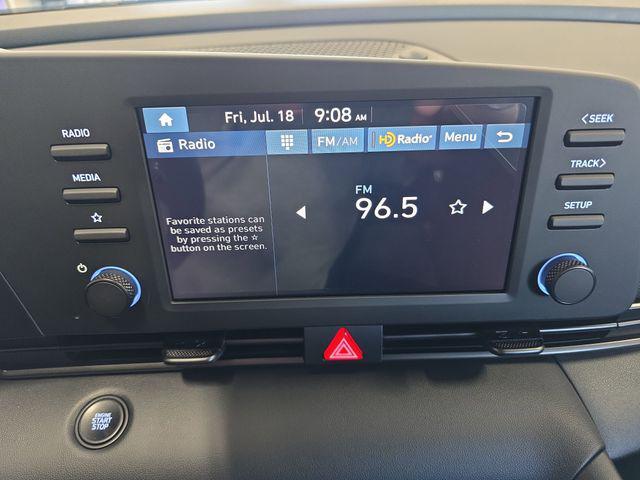 Fri, Jul. 18 9:08 AM
Radio FM/AM HD Radio Menu
RADIO
MEDIA
<SEEK
TRACK>
SETUP
FM
96.5
Favorite stations can
be saved as presets
by pressing the ☆
button on the screen.
ENGINE
START
STOP